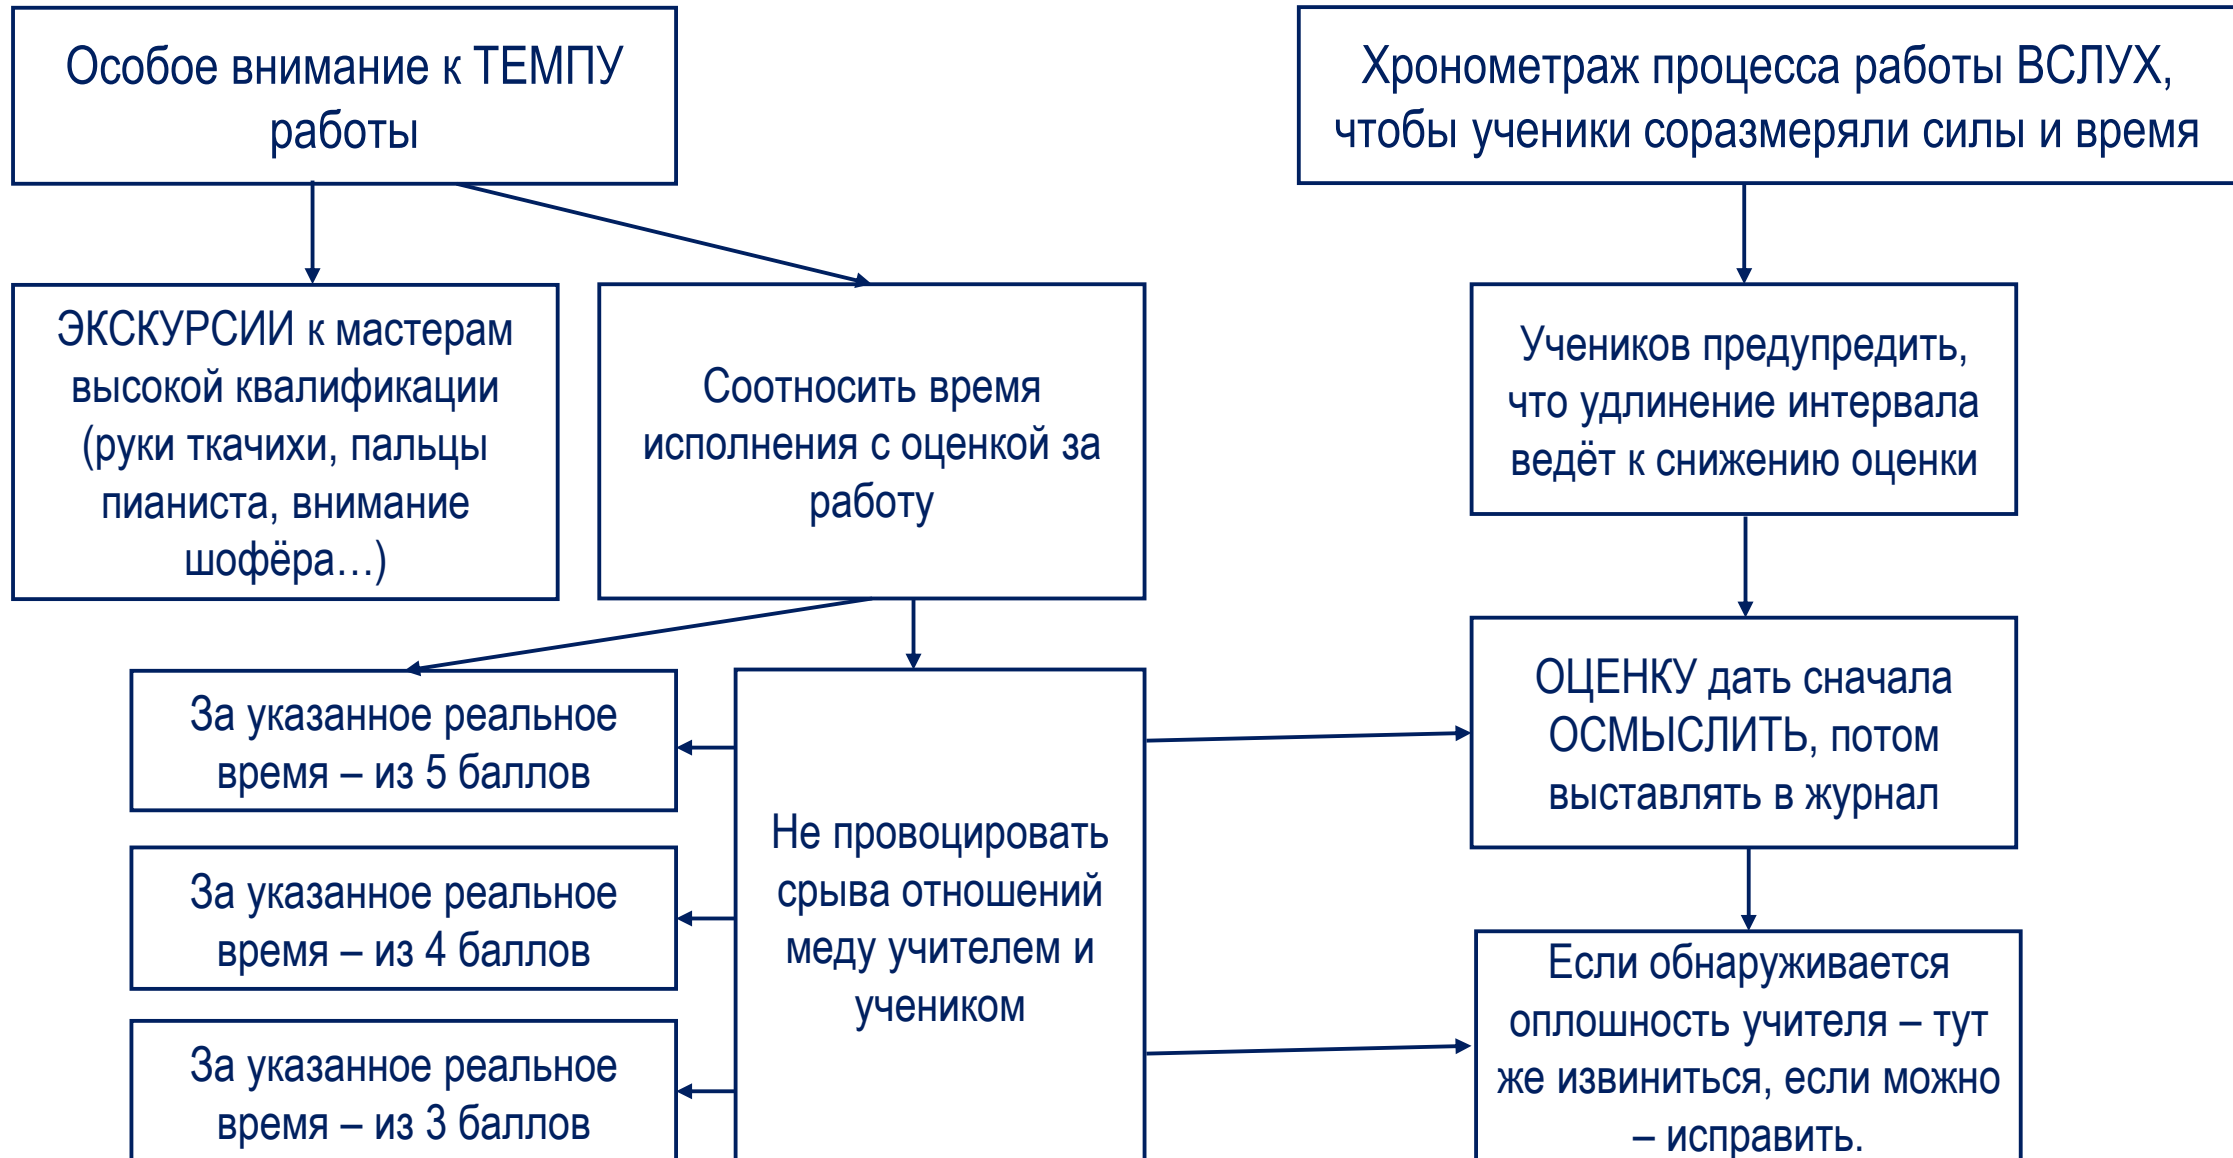 Особое внимание к ТЕМПУ
работы
Хронометраж процесса работы ВСЛУХ,
чтобы ученики соразмеряли силы и время
ЭКСКУРСИИ к мастерам
высокой квалификации
(руки ткачихи, пальцы
пианиста, внимание
шофёра…)
Соотносить время
исполнения с оценкой за
работу
Учеников предупредить,
что удлинение интервала
ведёт к снижению оценки
За указанное реальное
время – из 5 баллов
За указанное реальное
время – из 4 баллов
За указанное реальное
время – из 3 баллов
Не провоцировать
срыва отношений
меду учителем и
учеником
ОЦЕНКУ дать сначала
ОСМЫСЛИТЬ, потом
выставлять в журнал
Если обнаруживается
оплошность учителя – тут
же извиниться, если можно
– исправить.